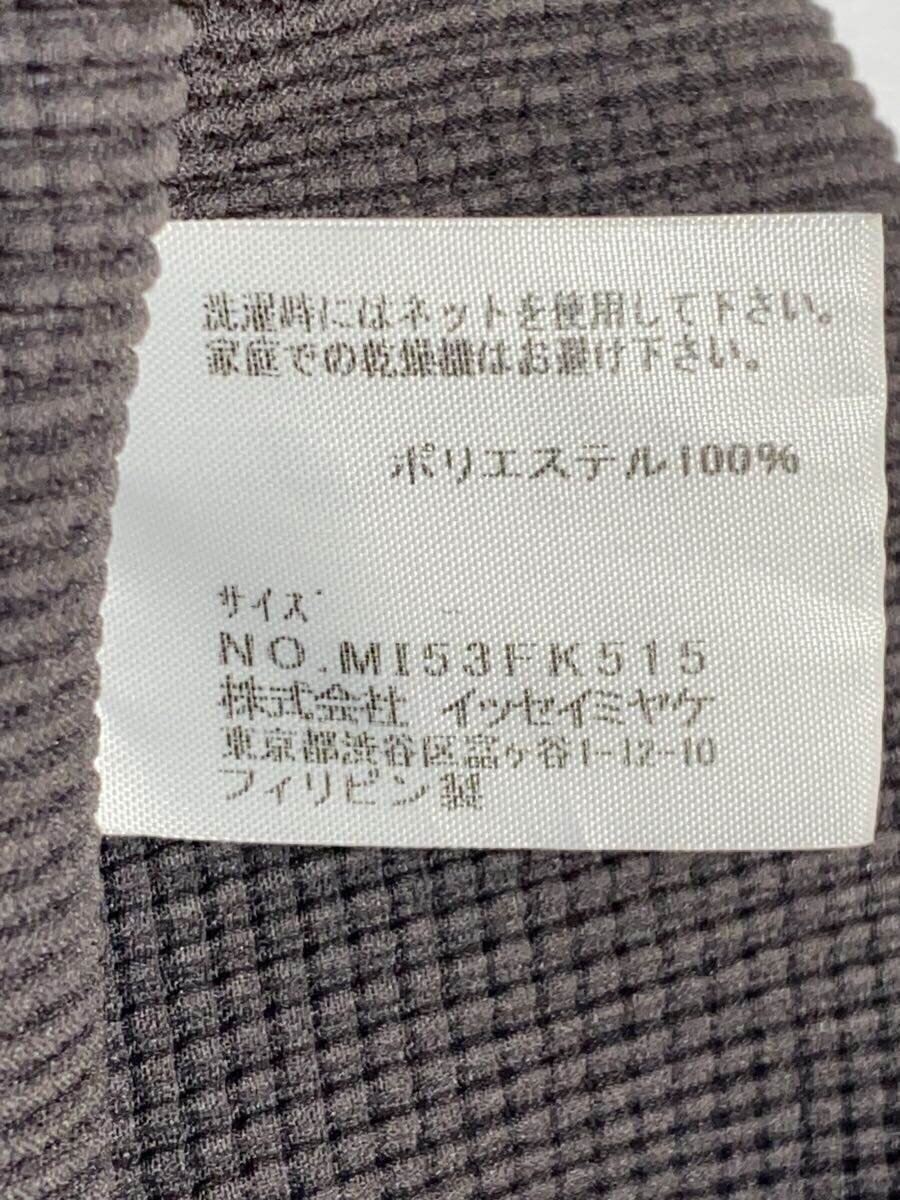 洗濯時にはネットを使用して下さい。
家庭での乾燥機はお避け下さい。
ポリエステル100%
サイズ －
NO.MI53FK515
株式会社 イッセイミヤケ
東京都渋谷区富ヶ谷1-12-10
フィリピン製